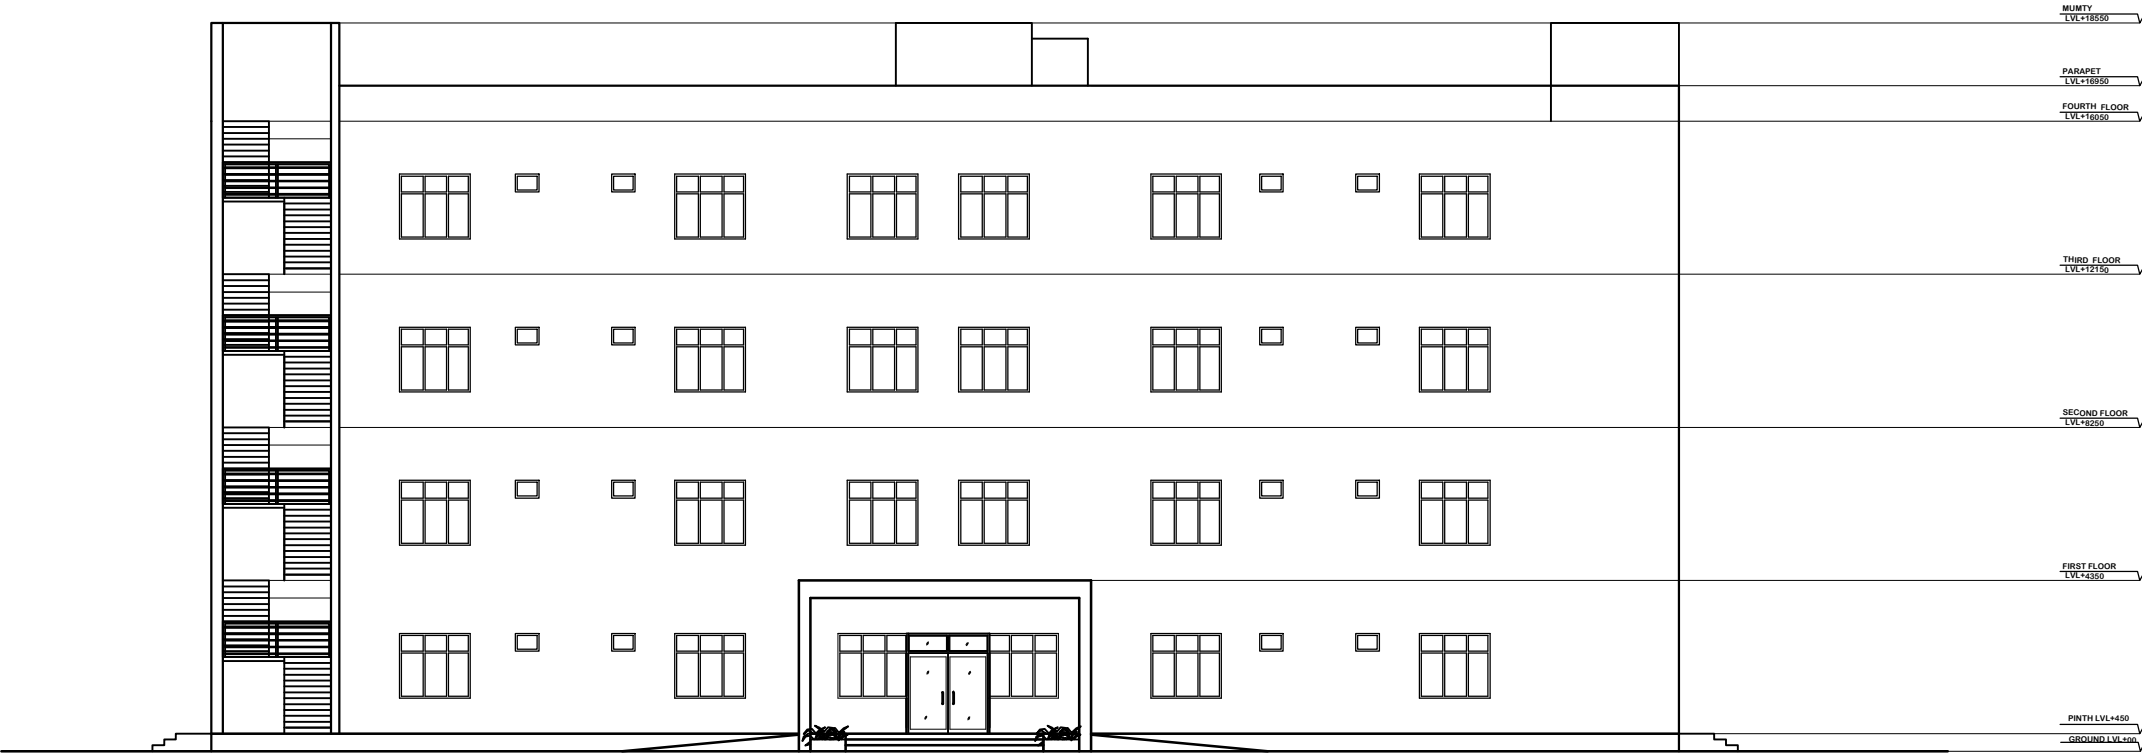 MUMTY
LVL+18550
PARAPET
LVL+16950
FOURTH FLOOR
LVL+16050
THIRD FLOOR
LVL+12150
SECOND FLOOR
LVL+8250
FIRST FLOOR
LVL+4350
PINTH LVL+450
GROUND LVL+00